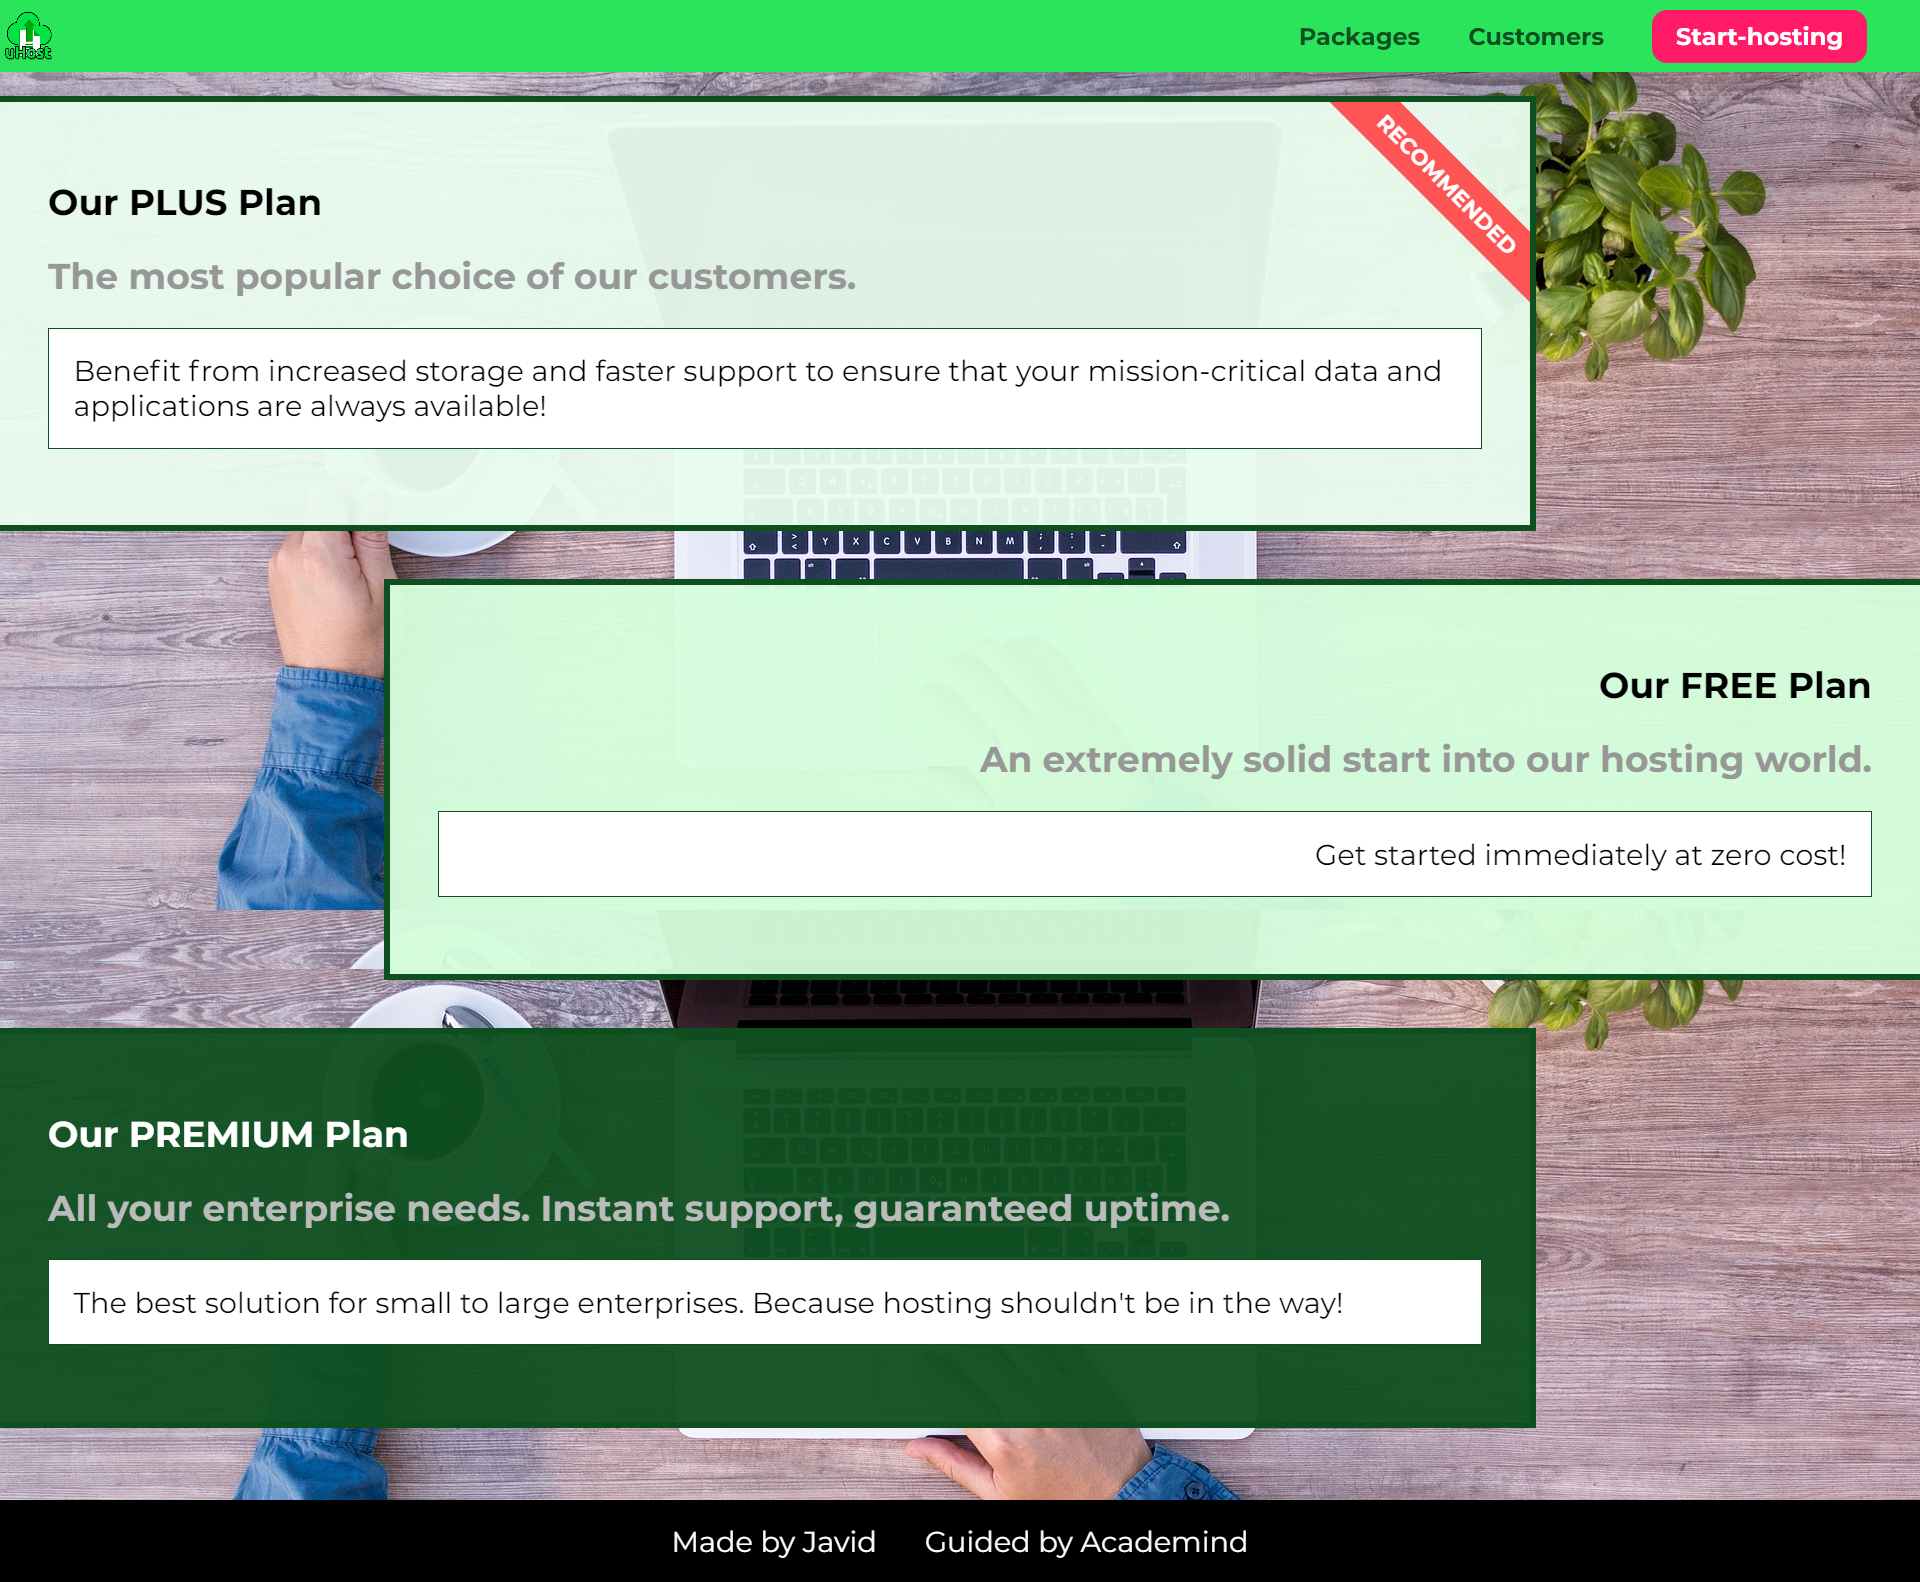 uHost
Packages
Customers
Start-hosting
RECOMMENDED
Our PLUS Plan
The most popular choice of our customers.
Benefit from increased storage and faster support to ensure that your mission-critical data and
applications are always available!
Our FREE Plan
An extremely solid start into our hosting world.
Get started immediately at zero cost!
Our PREMIUM Plan
All your enterprise needs. Instant support, guaranteed uptime.
The best solution for small to large enterprises. Because hosting shouldn't be in the way!
Made by Javid
Guided by Academind